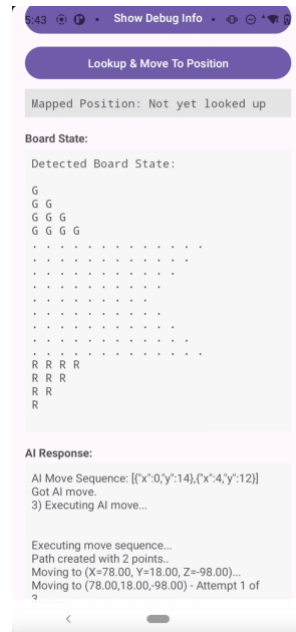 5:43 Show Debug Info
Lookup & Move To Position
Mapped Position: Not yet looked up
Board State:
Detected Board State:
G
G G
G G G
G G G G
. . . . . . . . . . . . .
. . . . . . . . . . . .
. . . . . . . . . . .
. . . . . . . . . .
. . . . . . . . .
. . . . . . . . . .
. . . . . . . . . . .
. . . . . . . . . . . .
. . . . . . . . . . . . .
R R R R
R R R
R R
R
AI Response:
AI Move Sequence: [{"x":0,"y":14},{"x":4,"y":12}]
Got AI move.
3) Executing AI move...
Executing move sequence...
Path created with 2 points..
Moving to (X=78.00, Y=18.00, Z=-98.00)...
Moving to (78.00,18.00,-98.00) - Attempt 1 of